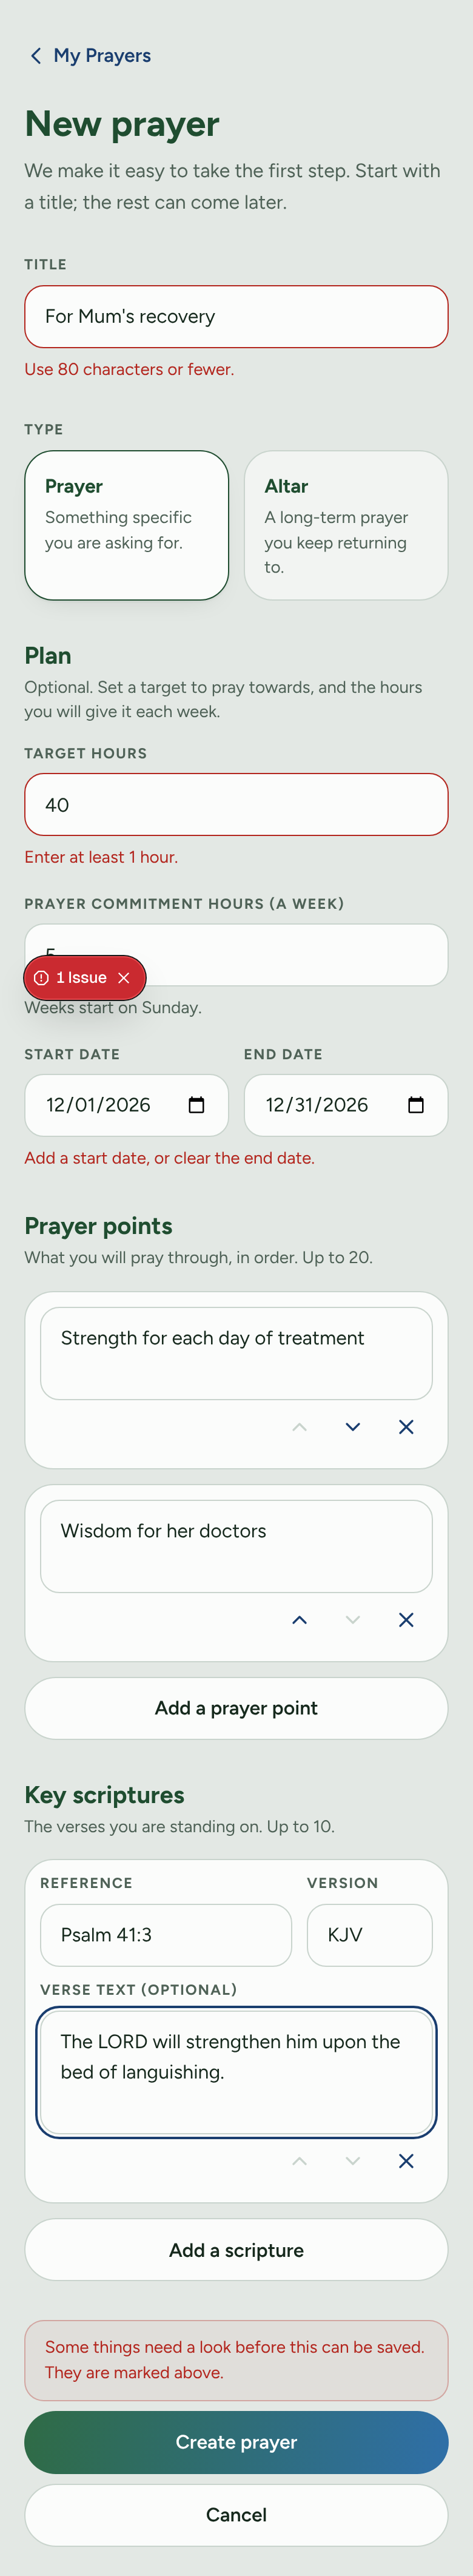 My Prayers
New prayer
We make it easy to take the first step. Start with
a title; the rest can come later.
TITLE
For Mum's recovery
Use 80 characters or fewer.
TYPE
Prayer
Something specific
you are asking for.
Altar
A long-term prayer
you keep returning
to.
Plan
Optional. Set a target to pray towards, and the hours
you will give it each week.
TARGET HOURS
40
Enter at least 1 hour.
PRAYER COMMITMENT HOURS (A WEEK)
1 Issue
Weeks start on Sunday.
START DATE
END DATE
12/01/2026
12/31/2026
Add a start date, or clear the end date.
Prayer points
What you will pray through, in order. Up to 20.
Strength for each day of treatment
Wisdom for her doctors
Add a prayer point
Key scriptures
The verses you are standing on. Up to 10.
REFERENCE
VERSION
Psalm 41:3
KJV
VERSE TEXT (OPTIONAL)
The LORD will strengthen him upon the
bed of languishing.
Add a scripture
Some things need a look before this can be saved.
They are marked above.
Create prayer
Cancel